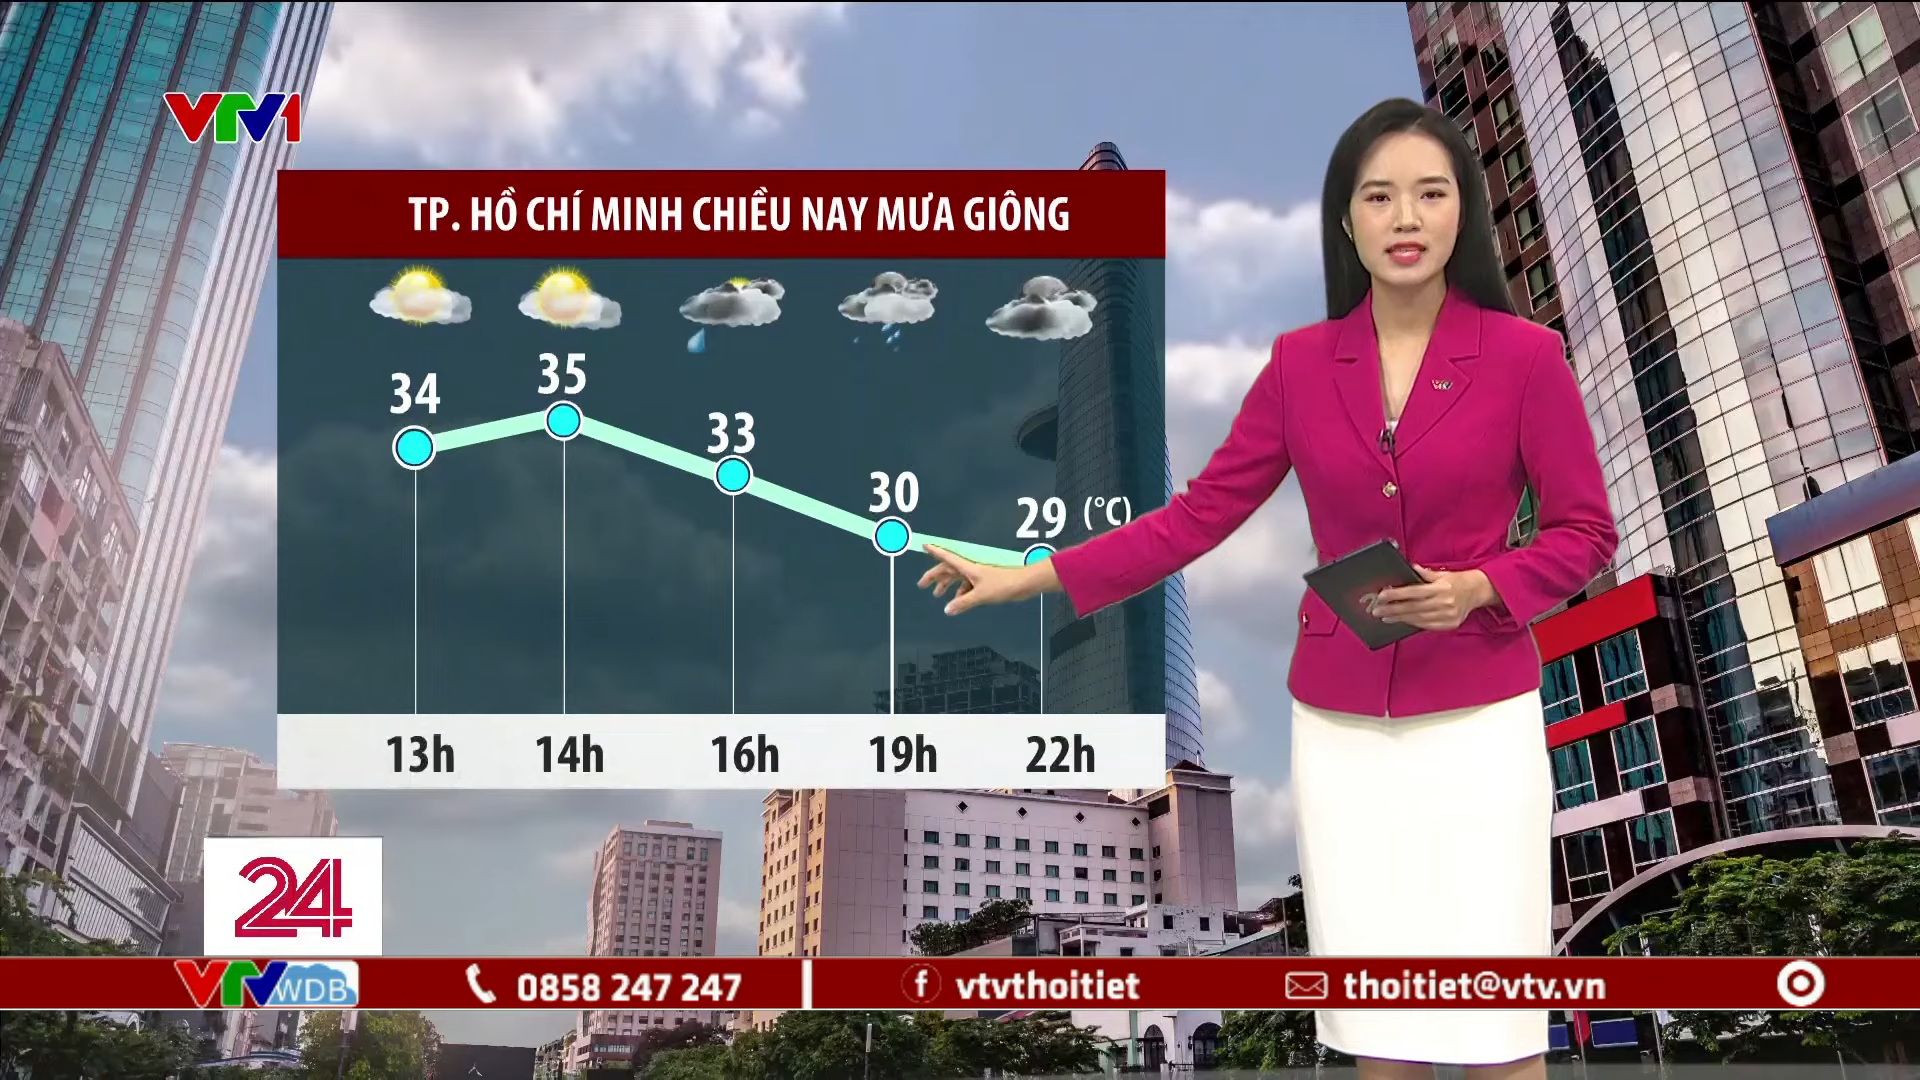 VTV1
TP. HỒ CHÍ MINH CHIỀU NAY MƯA GIÔNG
34
35
33
30
29 (°C)
13h 14h 16h 19h 22h
24
VTV WDB 0858 247 247 vtvthoitiet thoitiet@vtv.vn